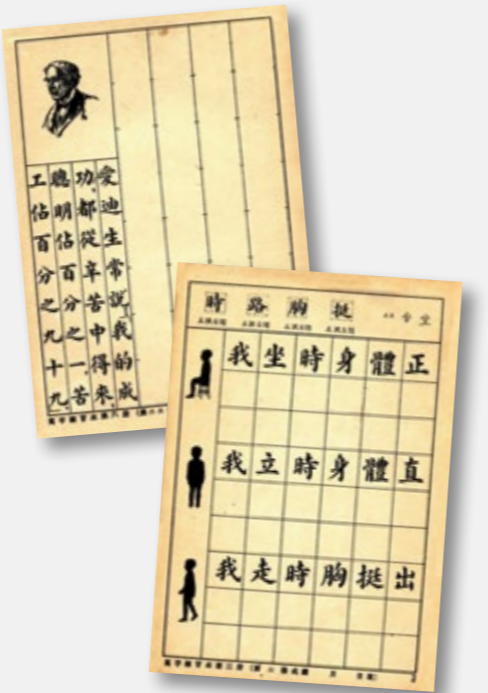 愛迪生常說,我的成
功,都從辛苦中得來,
聰明佔百分之一,苦
工佔百分之九十九,
時 路 胸 挺
我坐時身體正
我立時身體直
我走時胸挺出